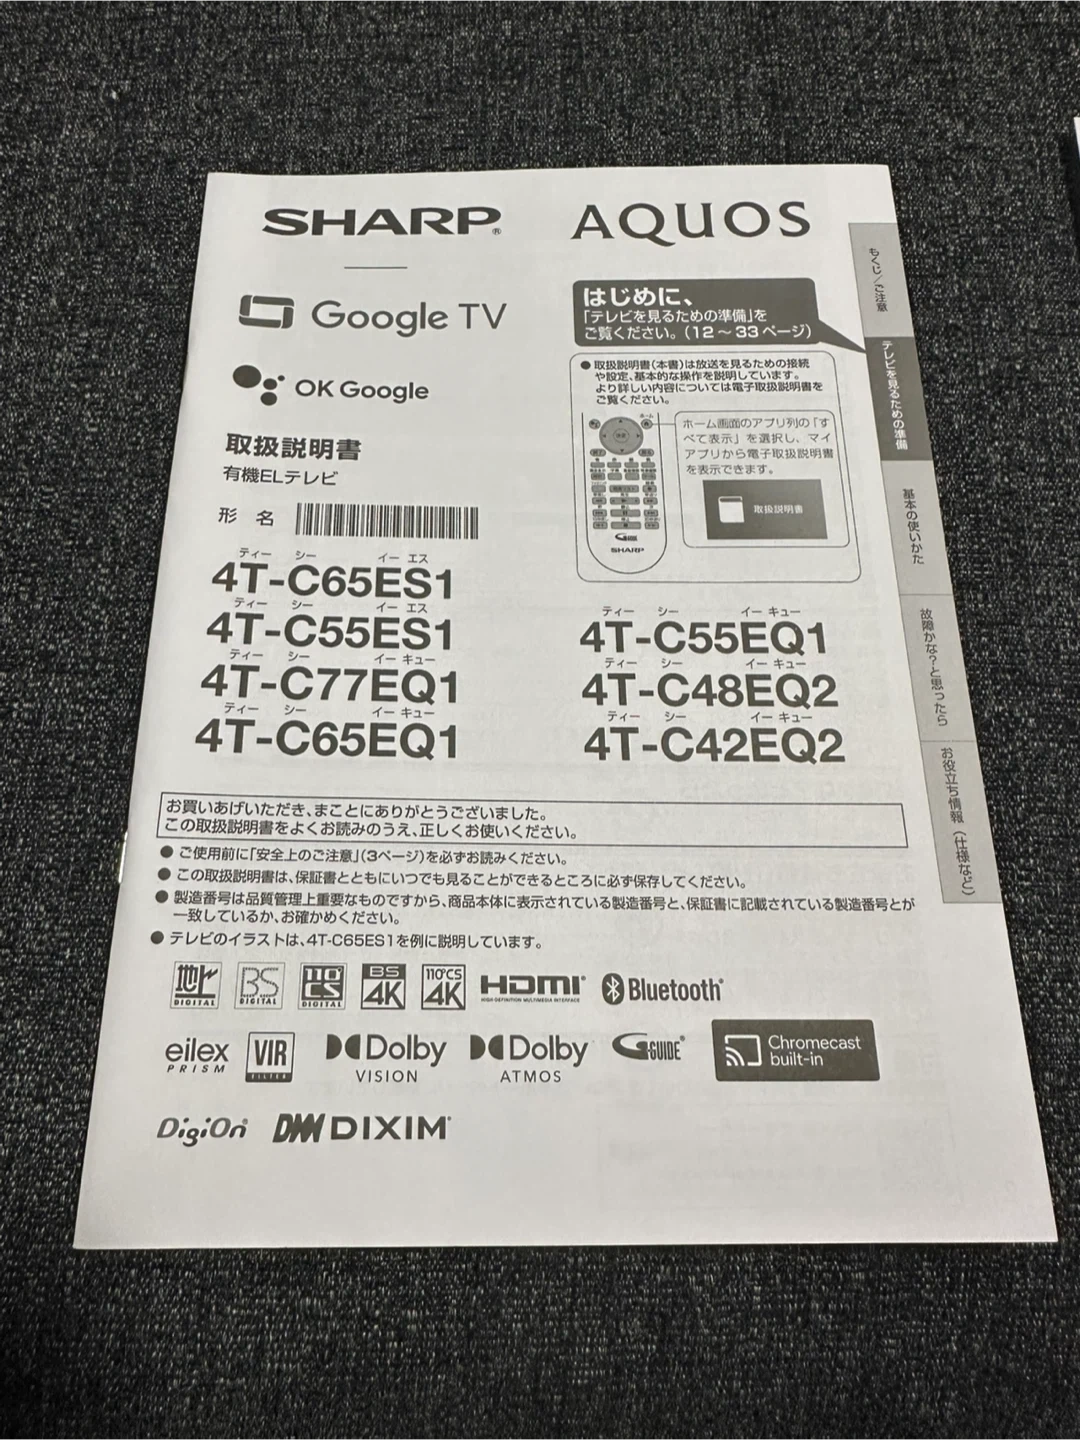 SHARP®
AQUOS
Google TV
OK Google
取扱説明書
有機ELテレビ
形名
ティー シー イー エス
4T-C65ES1
ティー シー イー エス
4T-C55ES1
ティー シー イー キュー
4T-C77EQ1
ティー シー イー キュー
4T-C65EQ1
はじめに、
「テレビを見るための準備」を
ご覧ください。(12～33ページ)
● 取扱説明書(本書)は放送を見るための接続
や設定、基本的な操作を説明しています。
より詳しい内容については電子取扱説明書を
ご覧ください。
ホーム
ホーム画面のアプリ列の「す
べて表示」を選択し、マイ
アプリから電子取扱説明書
を表示できます。
取扱説明書
SHARP
ティー シー イー キュー
4T-C55EQ1
ティー シー イー キュー
4T-C48EQ2
ティー シー イー キュー
4T-C42EQ2
もくじ／ご注意
テレビを見るための準備
基本の使いかた
故障かな？と思ったら
お役立ち情報（仕様など）
お買いあげいただき、まことにありがとうございました。
この取扱説明書をよくお読みのうえ、正しくお使いください。
● ご使用前に「安全上のご注意」(3ページ)を必ずお読みください。
● この取扱説明書は、保証書とともにいつでも見ることができるところに必ず保存してください。
● 製造番号は品質管理上重要なものですから、商品本体に表示されている製造番号と、保証書に記載されている製造番号とが
一致しているか、お確かめください。
● テレビのイラストは、4T-C65ES1を例に説明しています。
地デジ DIGITAL
BS DIGITAL
110°CS DIGITAL
BS 4K
110°CS 4K
HDMI®
HIGH-DEFINITION MULTIMEDIA INTERFACE
Bluetooth®
eilex PRISM
VIR FILTER
Dolby VISION
Dolby ATMOS
G-GUIDE®
Chromecast
built-in
DigiOn®
DIXIM®